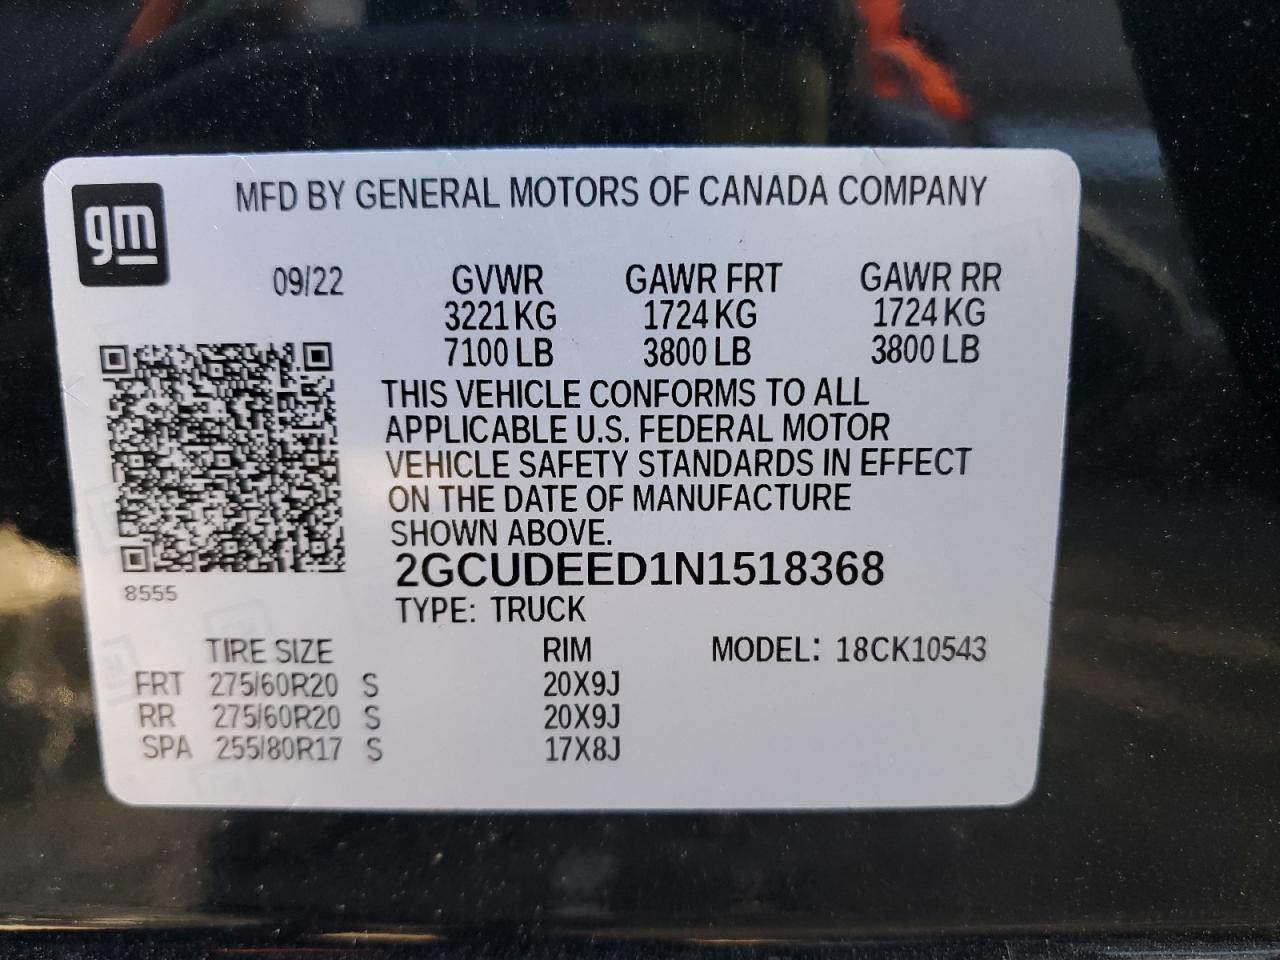 gm
MFD BY GENERAL MOTORS OF CANADA COMPANY
09/22 GVWR GAWR FRT GAWR RR
3221 KG 1724 KG 1724 KG
7100 LB 3800 LB 3800 LB
THIS VEHICLE CONFORMS TO ALL
APPLICABLE U.S. FEDERAL MOTOR
VEHICLE SAFETY STANDARDS IN EFFECT
ON THE DATE OF MANUFACTURE
SHOWN ABOVE.
2GCUDEED1N1518368
8555
TYPE: TRUCK
TIRE SIZE RIM MODEL: 18CK10543
FRT 275/60R20 S 20X9J
RR 275/60R20 S 20X9J
SPA 255/80R17 S 17X8J